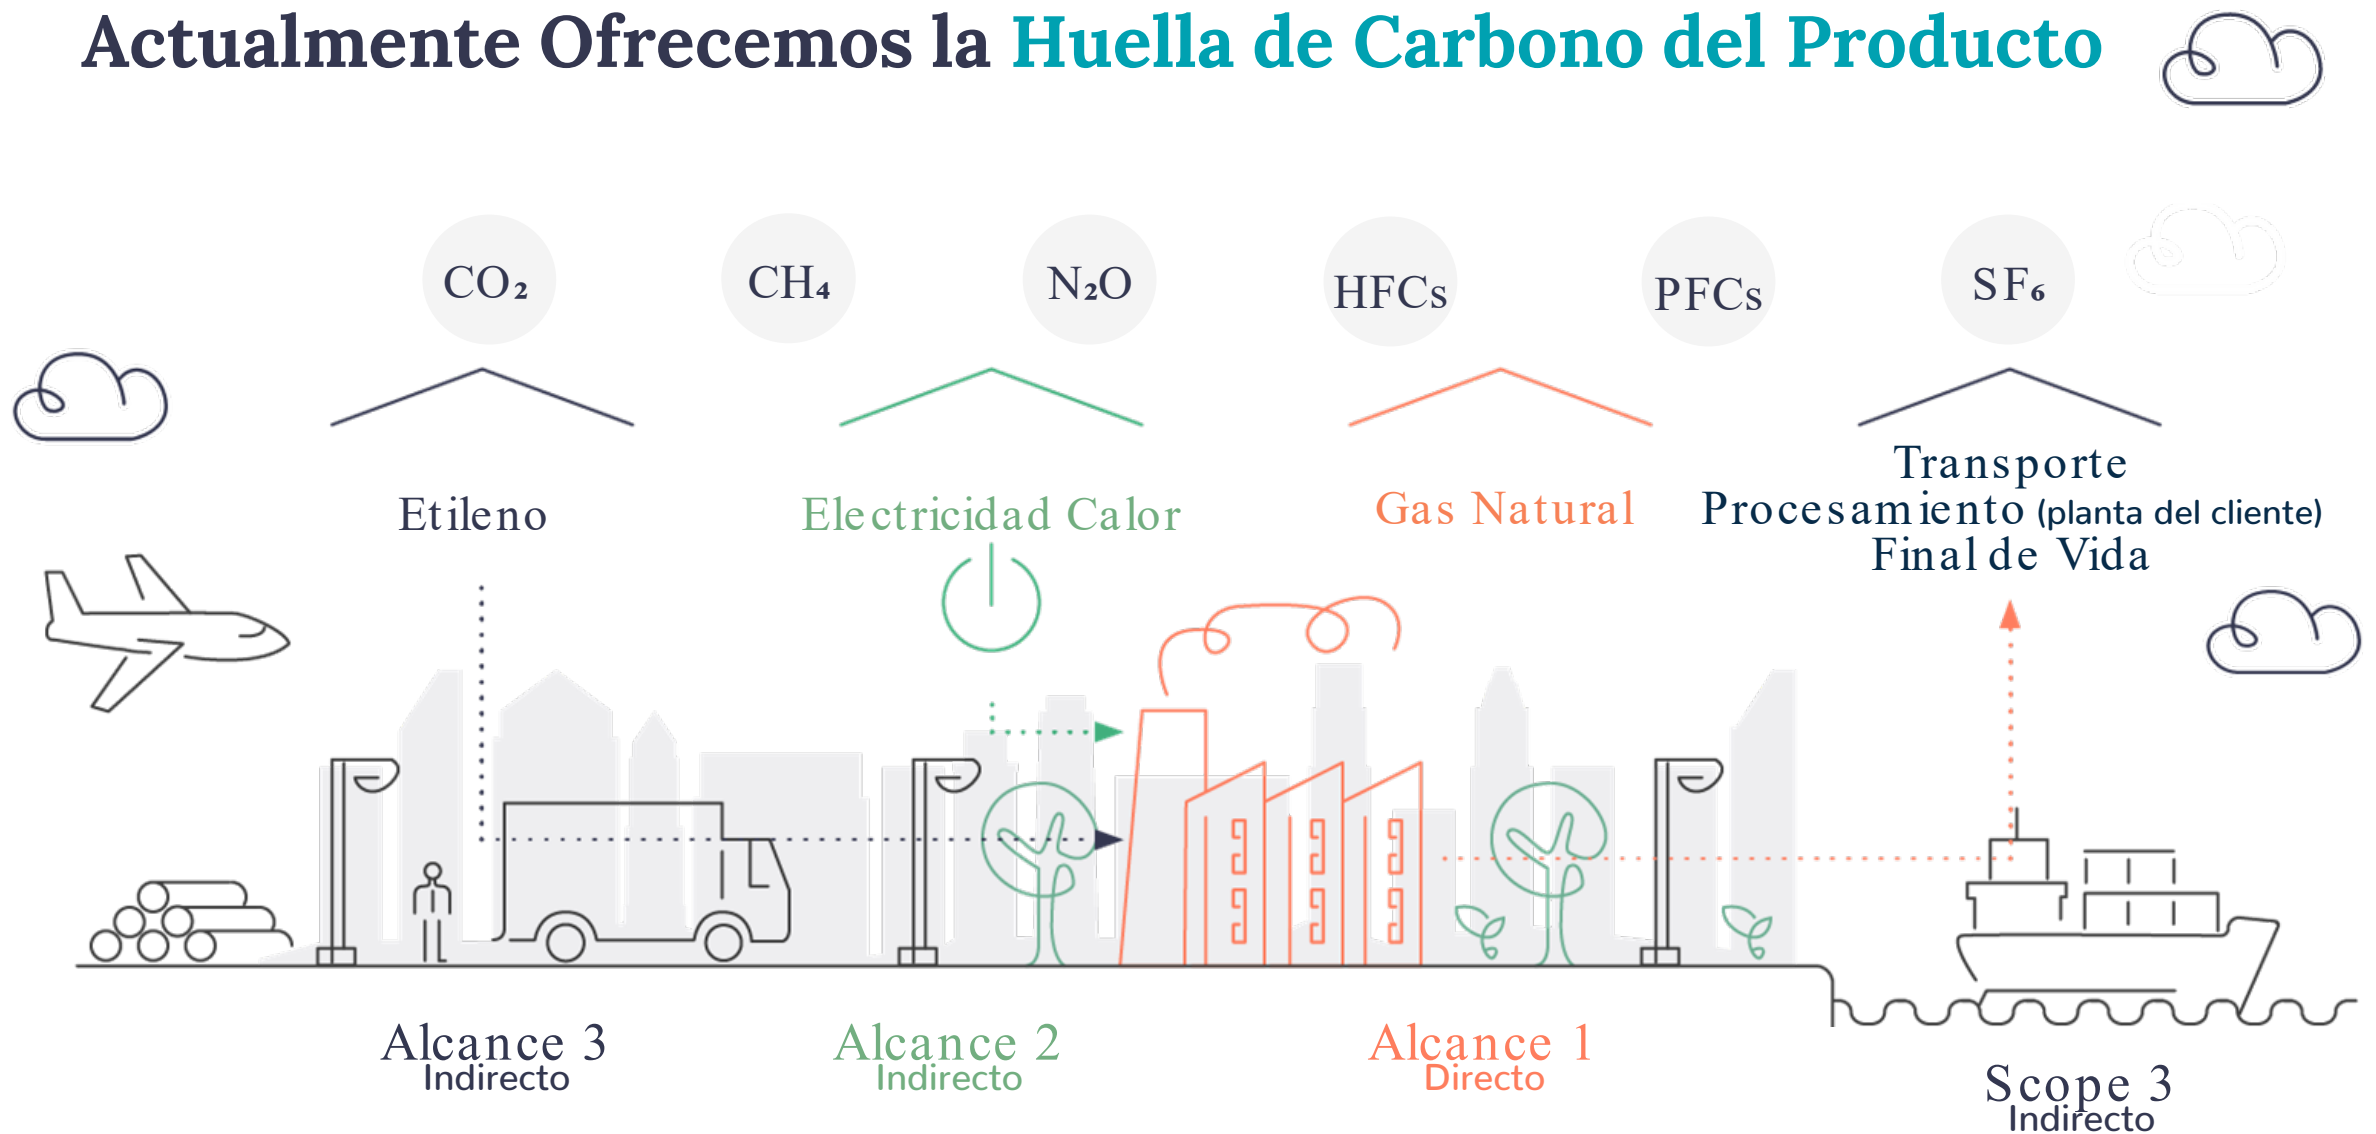 Actualmente Ofrecemos la Huella de Carbono del Producto
CO₂
CH₄
N₂O
HFCs
PFCs
SF₆
Etileno
Electricidad Calor
Gas Natural
Transporte
Procesamiento (planta del cliente)
Final de Vida
Alcance 3
Indirecto
Alcance 2
Indirecto
Alcance 1
Directo
Scope 3
Indirecto